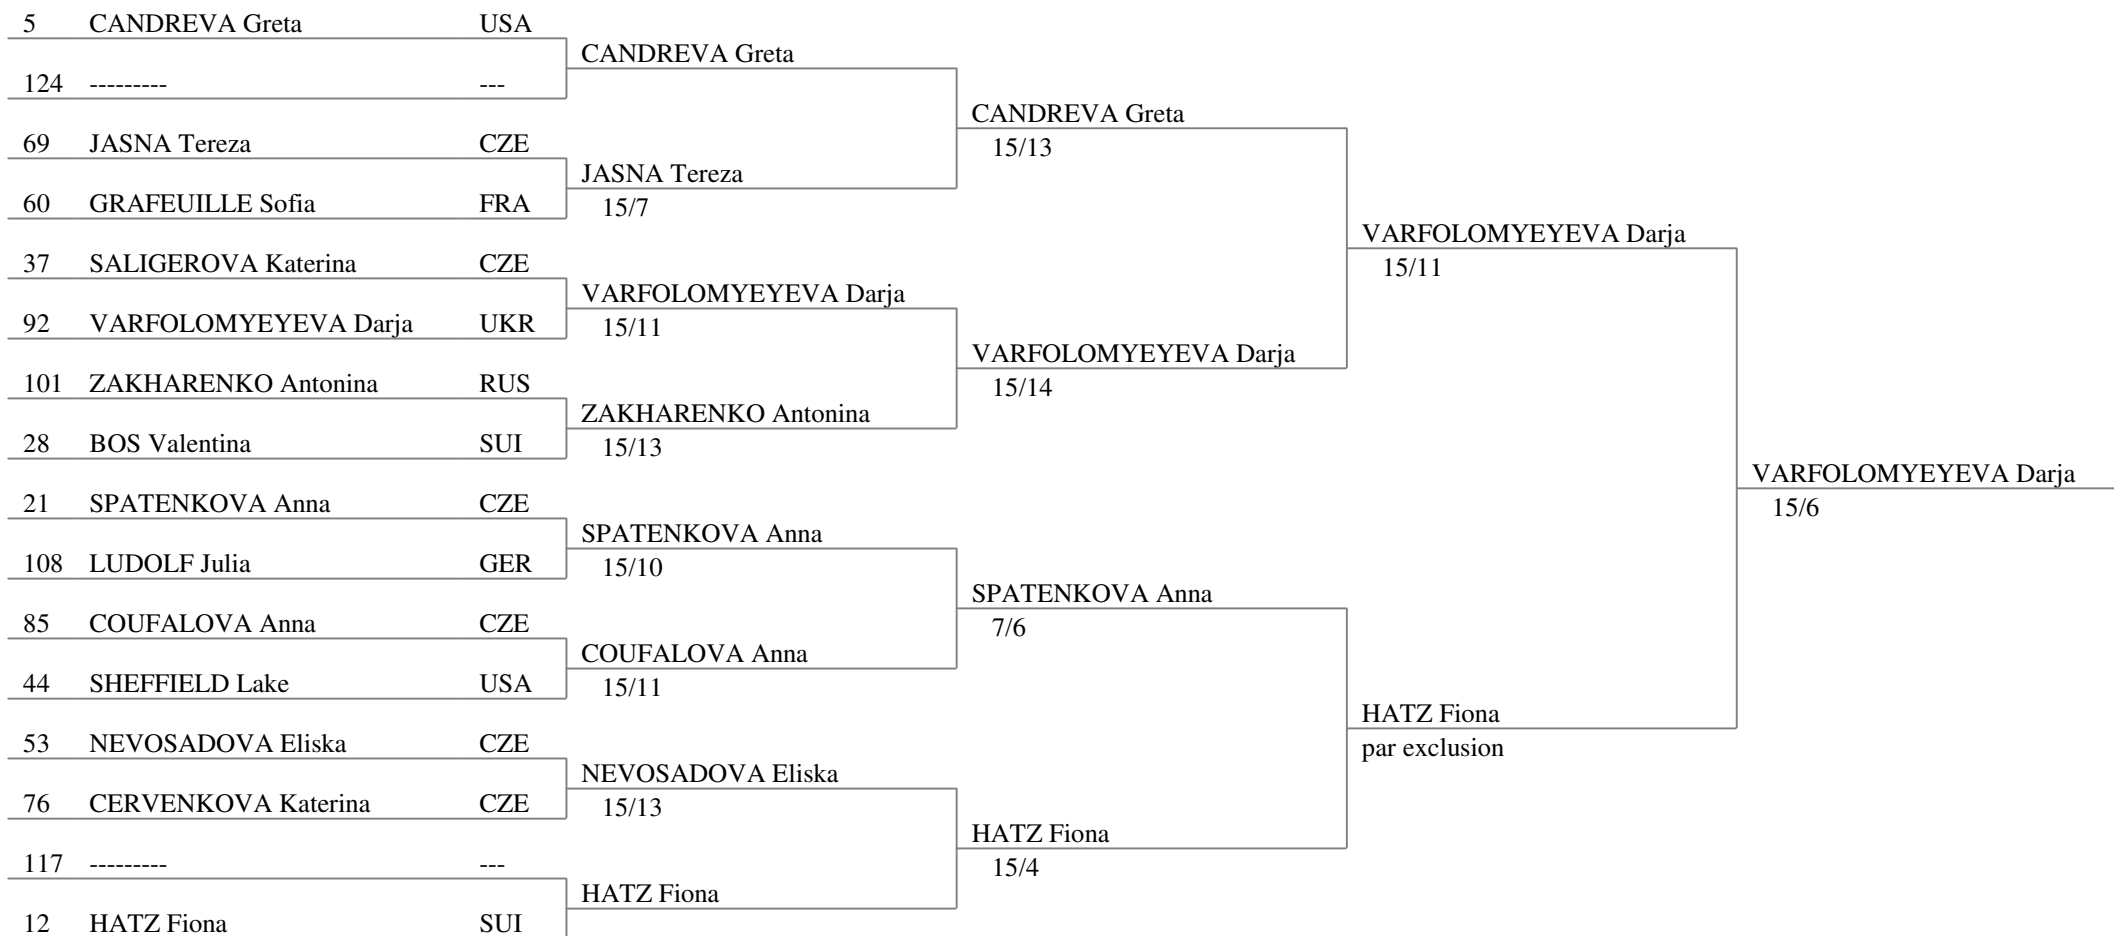 5 CANDREVA Greta USA
CANDREVA Greta
124 --------- ---
CANDREVA Greta
15/13
69 JASNA Tereza CZE
JASNA Tereza
15/7
60 GRAFEUILLE Sofia FRA
VARFOLOMYEYEVA Darja
15/11
37 SALIGEROVA Katerina CZE
VARFOLOMYEYEVA Darja
15/11
92 VARFOLOMYEYEVA Darja UKR
VARFOLOMYEYEVA Darja
15/14
101 ZAKHARENKO Antonina RUS
ZAKHARENKO Antonina
15/13
28 BOS Valentina SUI
VARFOLOMYEYEVA Darja
15/6
21 SPATENKOVA Anna CZE
SPATENKOVA Anna
15/10
108 LUDOLF Julia GER
SPATENKOVA Anna
7/6
85 COUFALOVA Anna CZE
COUFALOVA Anna
15/11
44 SHEFFIELD Lake USA
HATZ Fiona
par exclusion
53 NEVOSADOVA Eliska CZE
NEVOSADOVA Eliska
15/13
76 CERVENKOVA Katerina CZE
HATZ Fiona
15/4
117 --------- ---
HATZ Fiona
12 HATZ Fiona SUI